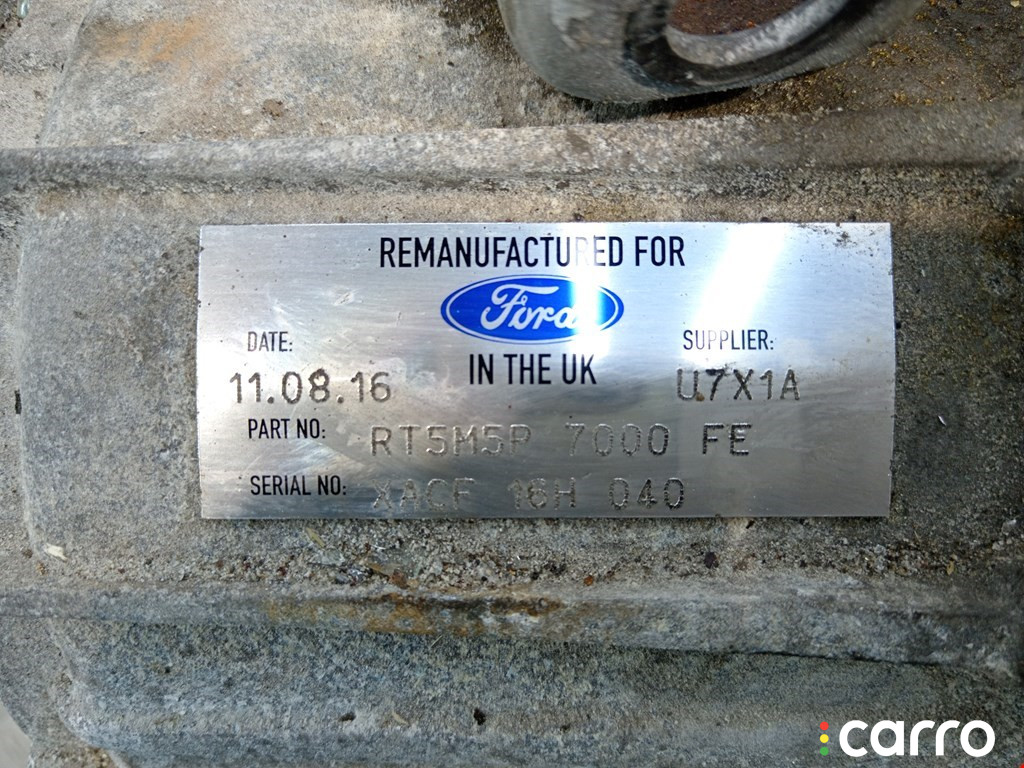 REMANUFACTURED FOR
Ford
IN THE UK
DATE:
11.08.16
SUPPLIER:
U7X1A
PART NO: RT5M5P 7000 FE
SERIAL NO: XACF 16H 040
carro